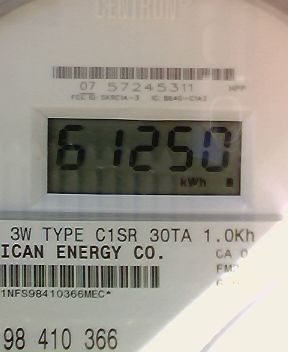 CENTRON
07 57245311
61250
kWh
3W TYPE C1SR 30TA 1.0Kh
ICAN ENERGY CO.
CA 0
1NFS98410366MEC*
98 410 366